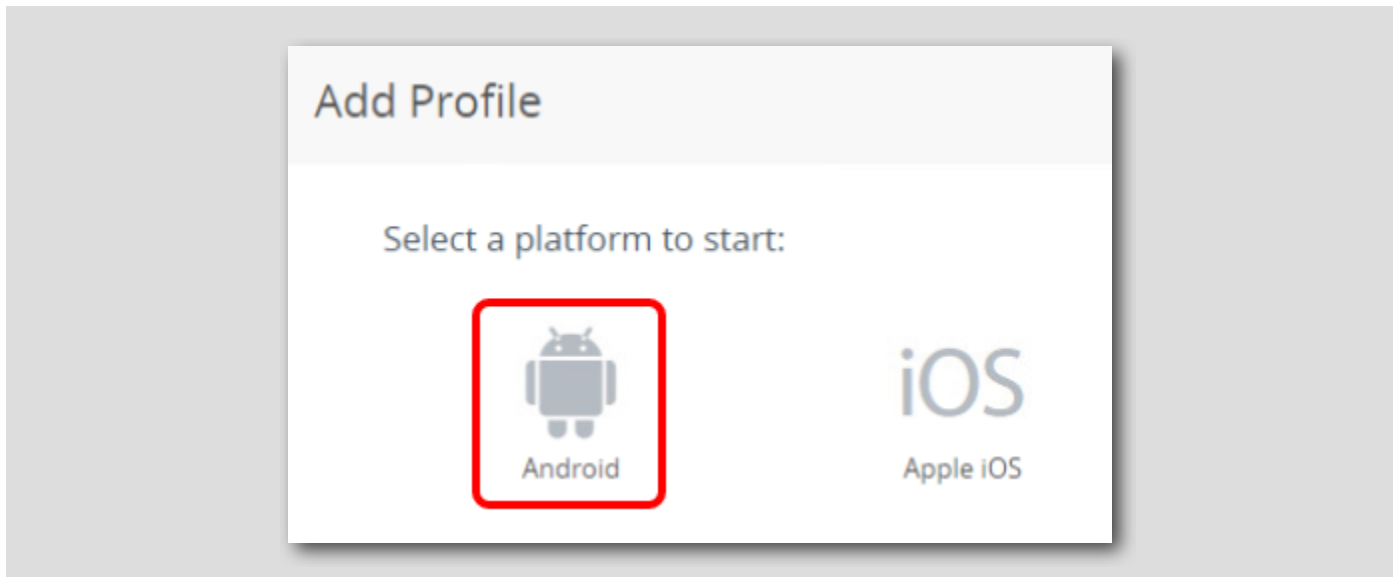 Add Profile
Select a platform to start:
iOS
Android
Apple iOS